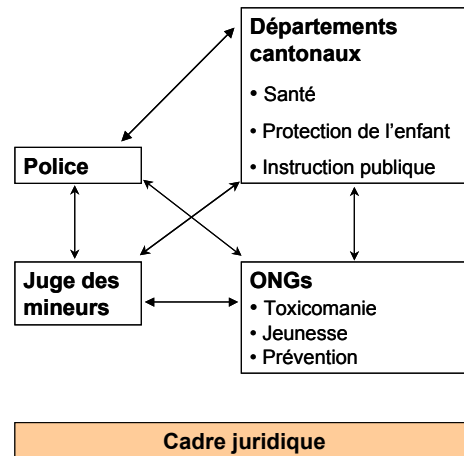 Départements
cantonaux
• Santé
• Protection de l'enfant
• Instruction publique
Police
Juge des
mineurs
ONGs
• Toxicomanie
• Jeunesse
• Prévention
Cadre juridique